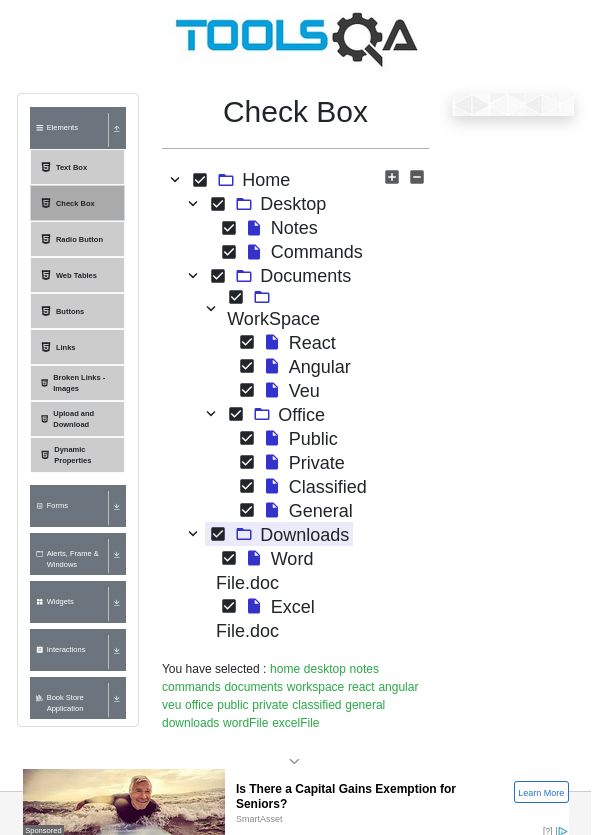 TOOLSQA
Elements
Text Box
Check Box
Radio Button
Web Tables
Buttons
Links
Broken Links -
Images
Upload and
Download
Dynamic
Properties
Forms
Alerts, Frame &
Windows
Widgets
Interactions
Book Store
Application
Check Box
Home
Desktop
Notes
Commands
Documents
WorkSpace
React
Angular
Veu
Office
Public
Private
Classified
General
Downloads
Word
File.doc
Excel
File.doc
You have selected : home desktop notes
commands documents workspace react angular
veu office public private classified general
downloads wordFile excelFile
Sponsored
Is There a Capital Gains Exemption for
Seniors?
SmartAsset
Learn More
[?]